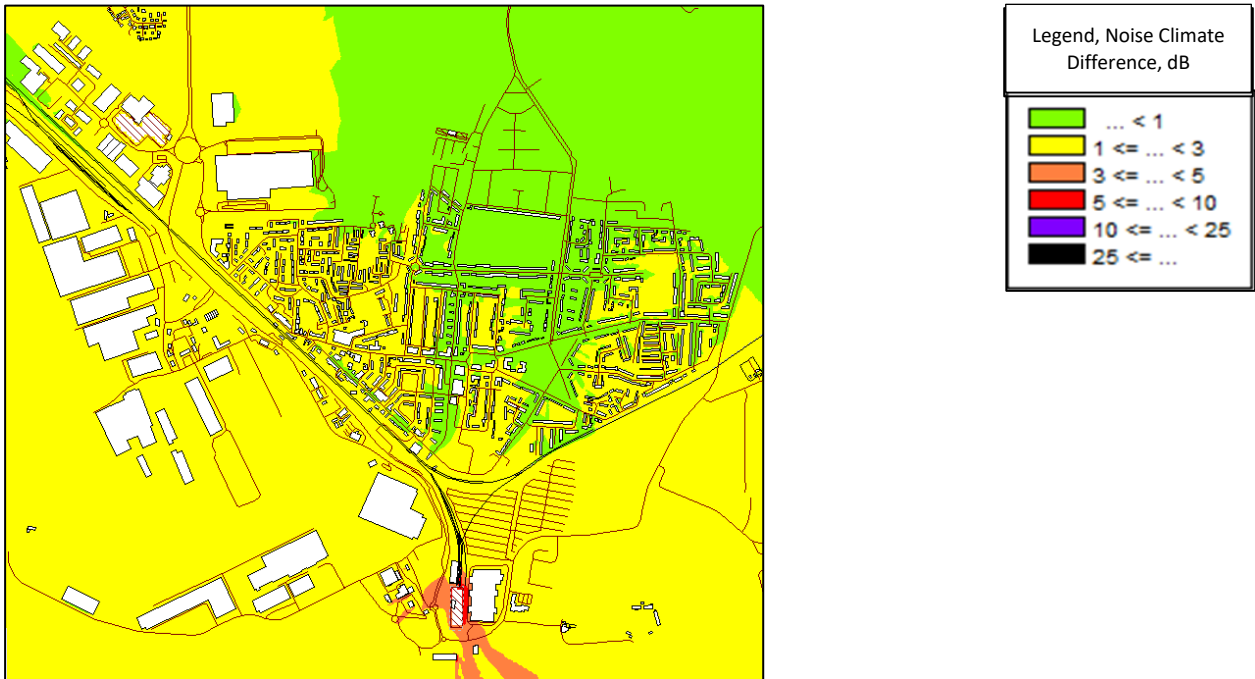 Legend, Noise Climate
Difference, dB
... < 1
1 <= ... < 3
3 <= ... < 5
5 <= ... < 10
10 <= ... < 25
25 <= ...